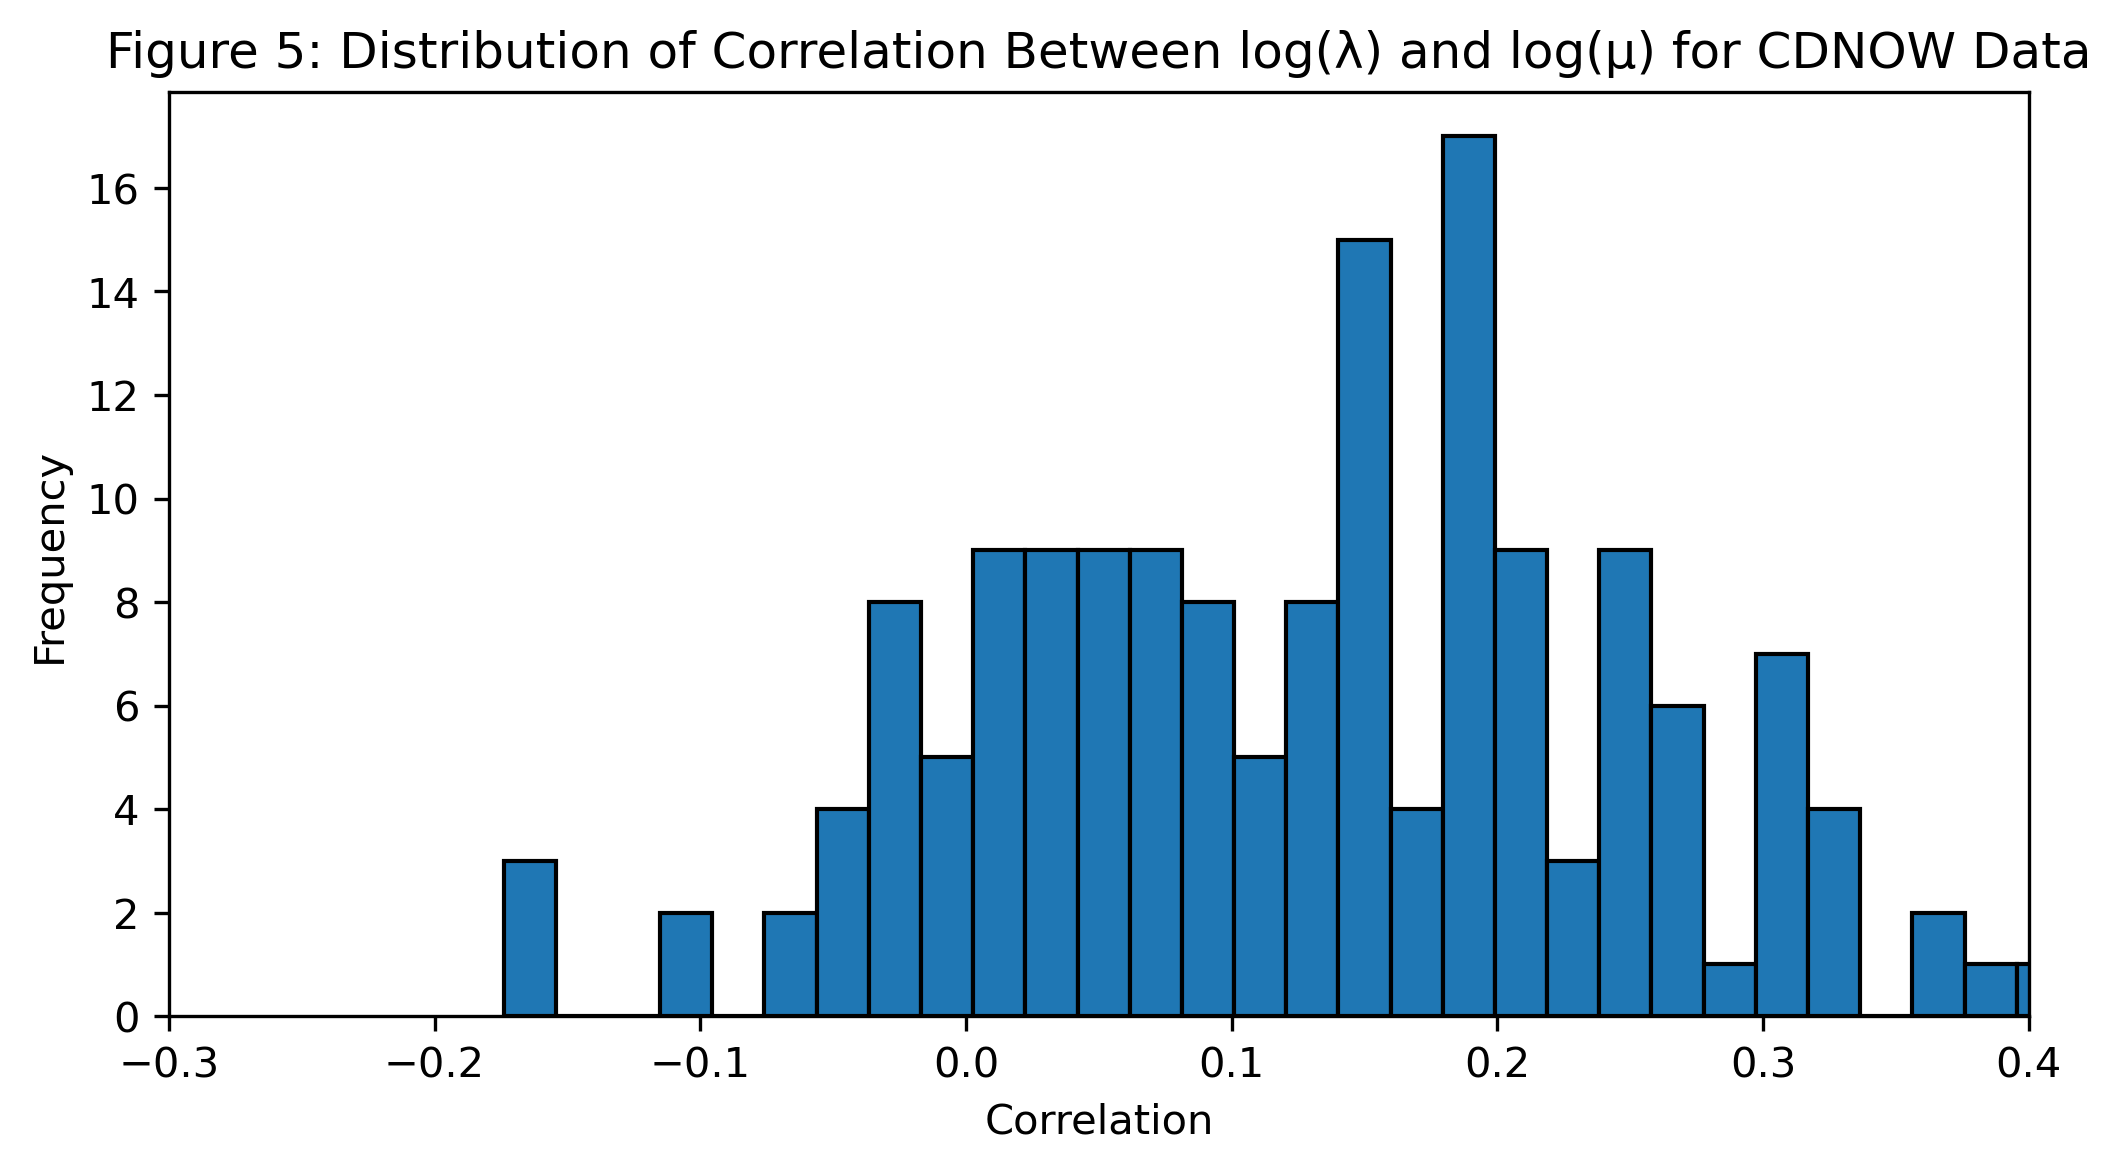 Figure 5: Distribution of Correlation Between log(λ) and log(μ) for CDNOW Data
Frequency
16
14
12
10
8
6
4
2
0
−0.3 −0.2 −0.1 0.0 0.1 0.2 0.3 0.4
Correlation